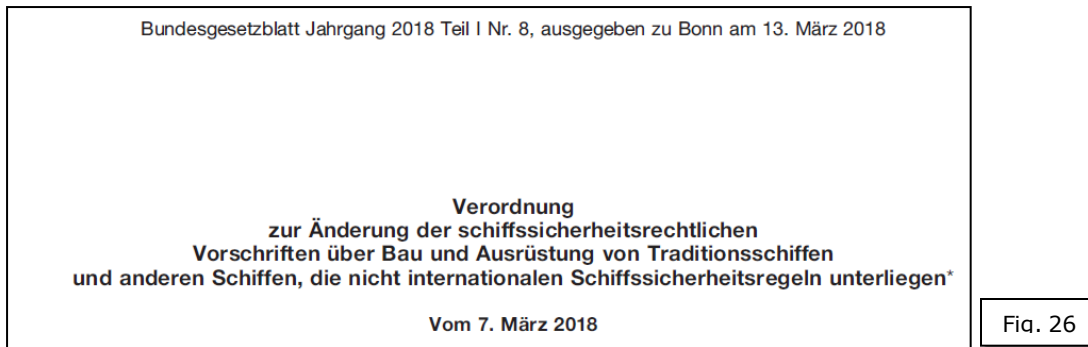 Bundesgesetzblatt Jahrgang 2018 Teil I Nr. 8, ausgegeben zu Bonn am 13. März 2018
Verordnung
zur Änderung der schiffssicherheitsrechtlichen
Vorschriften über Bau und Ausrüstung von Traditionsschiffen
und anderen Schiffen, die nicht internationalen Schiffssicherheitsregeln unterliegen*
Vom 7. März 2018
Fig. 26